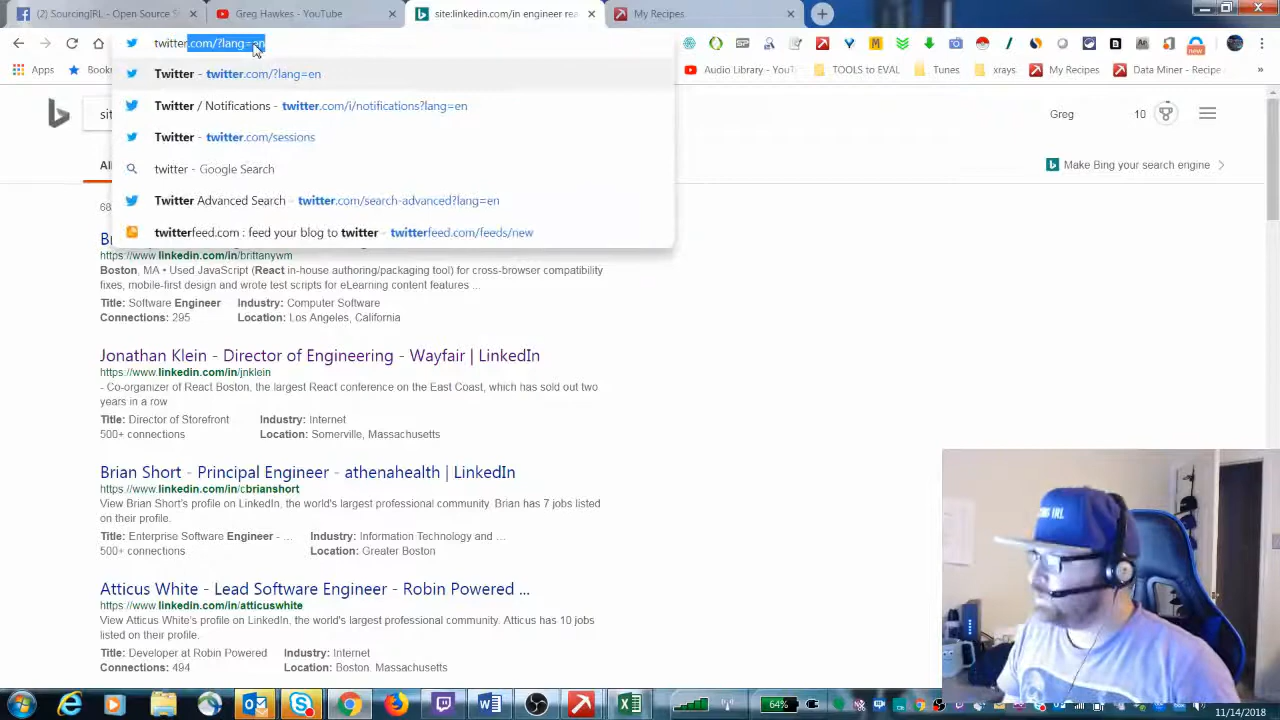 (2) SourcingIRL - Open Source S
Greg Hawkes - YouTube
site:linkedin.com/in engineer rea
My Recipes
twitter.com/?lang=en
Apps
Book
Audio Library
TOOLS to EVAL
Tunes
xrays.
My Recipes
Data Miner - Recipe
Twitter - twitter.com/?lang=en
Twitter / Notifications - twitter.com/i/notifications?lang=en
Twitter - twitter.com/sessions
twitter - Google Search
Twitter Advanced Search - twitter.com/search-advanced?lang=en
twitterfeed.com : feed your blog to twitter - twitterfeed.com/feeds/new
sit
Greg
10
All
Make Bing your search engine
68
https://www.linkedin.com/in/brittanywm
Boston, MA • Used JavaScript (React in-house authoring/packaging tool) for cross-browser compatibility
fixes, mobile-first design and wrote test scripts for eLearning content features ...
Title: Software Engineer Industry: Computer Software
Connections: 295 Location: Los Angeles, California
Jonathan Klein - Director of Engineering - Wayfair | LinkedIn
https://www.linkedin.com/in/jnklein
- Co-organizer of React Boston, the largest React conference on the East Coast, which has sold out two
years in a row
Title: Director of Storefront Industry: Internet
500+ connections Location: Somerville, Massachusetts
Brian Short - Principal Engineer - athenahealth | LinkedIn
https://www.linkedin.com/in/cbrianshort
View Brian Short's profile on LinkedIn, the world's largest professional community. Brian has 7 jobs listed
on their profile.
Title: Enterprise Software Engineer - ... Industry: Information Technology and ...
500+ connections Location: Greater Boston
Atticus White - Lead Software Engineer - Robin Powered ...
https://www.linkedin.com/in/atticuswhite
View Atticus White's profile on LinkedIn, the world's largest professional community. Atticus has 10 jobs
listed on their profile.
Title: Developer at Robin Powered Industry: Internet
Connections: 494 Location: Boston, Massachusetts
64%
11/14/2018